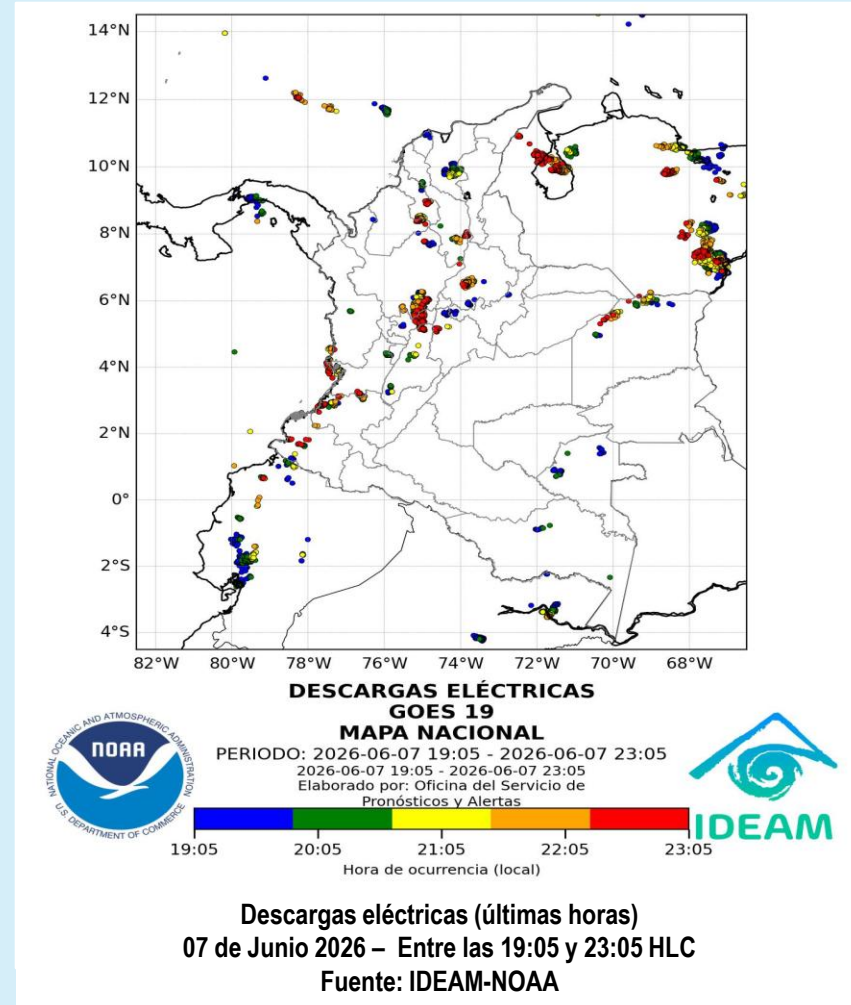 14°N
12°N
10°N
8°N
6°N
4°N
2°N
0°
2°S
4°S
82°W 80°W 78°W 76°W 74°W 72°W 70°W 68°W
DESCARGAS ELÉCTRICAS
GOES 19
MAPA NACIONAL
PERIODO: 2026-06-07 19:05 - 2026-06-07 23:05
2026-06-07 19:05 - 2026-06-07 23:05
Elaborado por: Oficina del Servicio de
Pronósticos y Alertas
NATIONAL OCEANIC AND ATMOSPHERIC ADMINISTRATION
NOAA
U.S. DEPARTMENT OF COMMERCE
IDEAM
19:05 20:05 21:05 22:05 23:05
Hora de ocurrencia (local)
Descargas eléctricas (últimas horas)
07 de Junio 2026 – Entre las 19:05 y 23:05 HLC
Fuente: IDEAM-NOAA